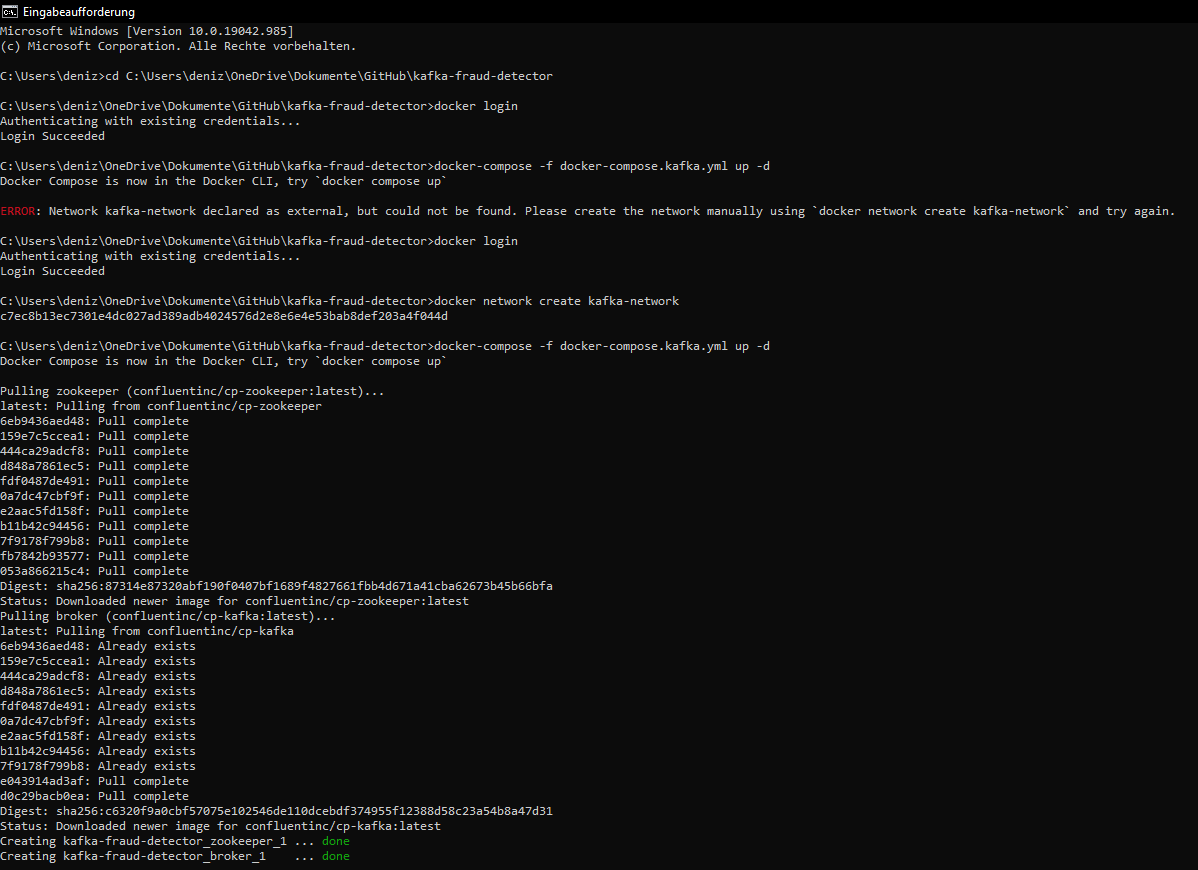 Eingabeaufforderung
Microsoft Windows [Version 10.0.19042.985]
(c) Microsoft Corporation. Alle Rechte vorbehalten.
C:\Users\deniz>cd C:\Users\deniz\OneDrive\Dokumente\GitHub\kafka-fraud-detector
C:\Users\deniz\OneDrive\Dokumente\GitHub\kafka-fraud-detector>docker login
Authenticating with existing credentials...
Login Succeeded
C:\Users\deniz\OneDrive\Dokumente\GitHub\kafka-fraud-detector>docker-compose -f docker-compose.kafka.yml up -d
Docker Compose is now in the Docker CLI, try `docker compose up`
ERROR: Network kafka-network declared as external, but could not be found. Please create the network manually using `docker network create kafka-network` and try again.
C:\Users\deniz\OneDrive\Dokumente\GitHub\kafka-fraud-detector>docker login
Authenticating with existing credentials...
Login Succeeded
C:\Users\deniz\OneDrive\Dokumente\GitHub\kafka-fraud-detector>docker network create kafka-network
c7ec8b13ec7301e4dc027ad389adb4024576d2e8e6e4e53bab8def203a4f044d
C:\Users\deniz\OneDrive\Dokumente\GitHub\kafka-fraud-detector>docker-compose -f docker-compose.kafka.yml up -d
Docker Compose is now in the Docker CLI, try `docker compose up`
Pulling zookeeper (confluentinc/cp-zookeeper:latest)...
latest: Pulling from confluentinc/cp-zookeeper
6eb9436aed48: Pull complete
159e7c5ccea1: Pull complete
444ca29adcf8: Pull complete
d848a7861ec5: Pull complete
fdf0487de491: Pull complete
0a7dc47cbf9f: Pull complete
e2aac5fd158f: Pull complete
b11b42c94456: Pull complete
7f9178f799b8: Pull complete
fb7842b93577: Pull complete
053a866215c4: Pull complete
Digest: sha256:87314e87320abf190f0407bf1689f4827661fbb4d671a41cba62673b45b66bfa
Status: Downloaded newer image for confluentinc/cp-zookeeper:latest
Pulling broker (confluentinc/cp-kafka:latest)...
latest: Pulling from confluentinc/cp-kafka
6eb9436aed48: Already exists
159e7c5ccea1: Already exists
444ca29adcf8: Already exists
d848a7861ec5: Already exists
fdf0487de491: Already exists
0a7dc47cbf9f: Already exists
e2aac5fd158f: Already exists
b11b42c94456: Already exists
7f9178f799b8: Already exists
e043914ad3af: Pull complete
d0c29bacb0ea: Pull complete
Digest: sha256:c6320f9a0cbf57075e102546de110dcebdf374955f12388d58c23a54b8a47d31
Status: Downloaded newer image for confluentinc/cp-kafka:latest
Creating kafka-fraud-detector_zookeeper_1 ... done
Creating kafka-fraud-detector_broker_1    ... done